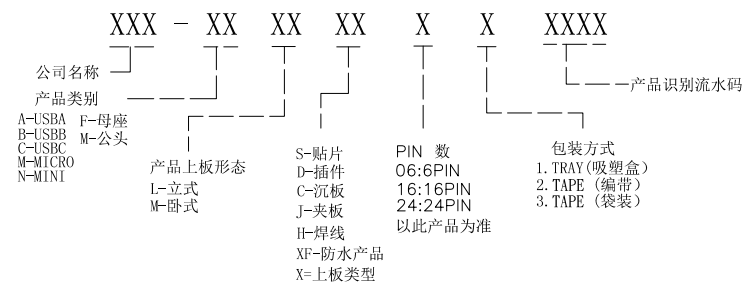 XXX-XX XX XX X X XXXX
公司名称
产品识别流水码
产品类别
A-USBA F-母座
B-USBB M-公头
C-USBC
M-MICRO
N-MINI
产品上板形态
L-立式
M-卧式
S-贴片
D-插件
C-沉板
J-夹板
H-焊线
XF-防水产品
X=上板类型
PIN 数
06:6PIN
16:16PIN
24:24PIN
以此产品为准
包装方式
1.TRAY(吸塑盒)
2.TAPE (编带)
3.TAPE (袋装)